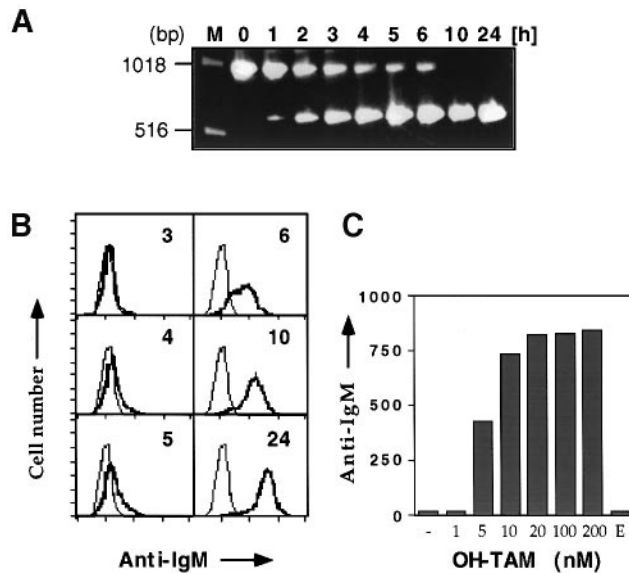 A
(bp) M 0 1 2 3 4 5 6 10 24 [h]
1018
516
B
Cell number
3
6
4
10
5
24
Anti-IgM
C
Anti-IgM
1000
750
500
250
0
- 1 5 10 20 100 200 E
OH-TAM (nM)